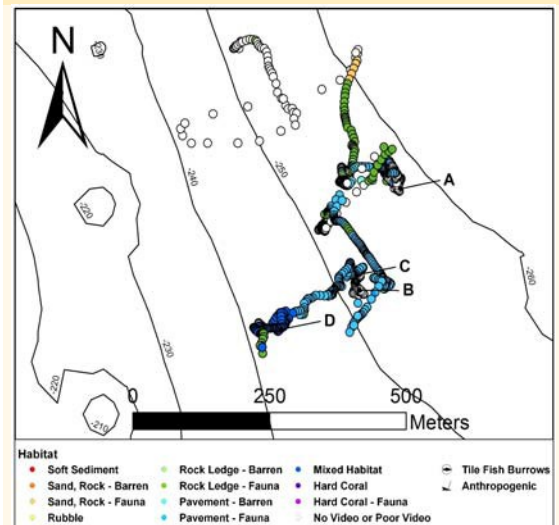 N
-220
-240
-250
A
-230
C
B
-260
D
-220
-210
0 250 500
Meters
Habitat
Soft Sediment Rock Ledge - Barren Mixed Habitat Tile Fish Burrows
Sand, Rock - Barren Rock Ledge - Fauna Hard Coral Anthropogenic
Sand, Rock - Fauna Pavement - Barren Hard Coral - Fauna
Rubble Pavement - Fauna No Video or Poor Video